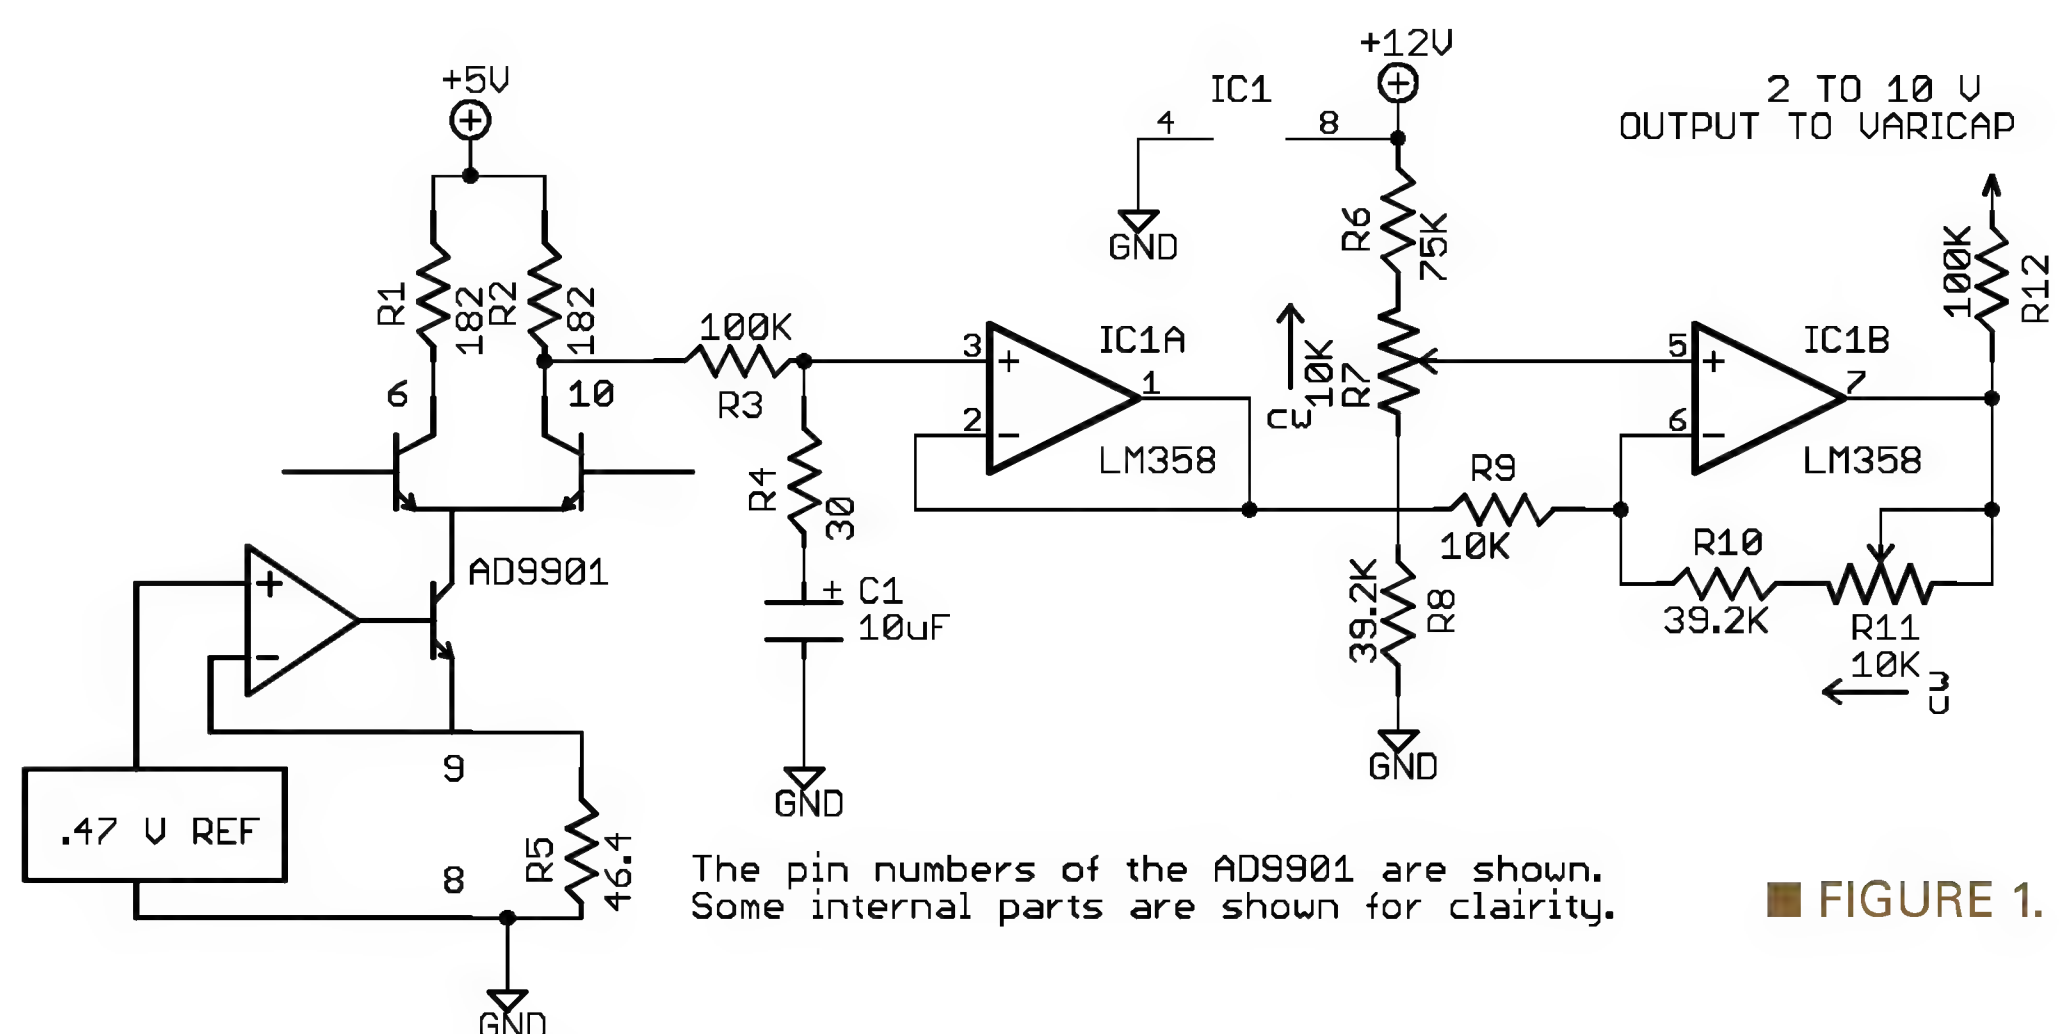 +5V
R1
182
R2
182
6
10
AD9901
+
-
.47 V REF
9
8
R5
46.4
GND
100K
R3
R4
30
+
C1
10uF
GND
3
+
2
-
1
IC1A
LM358
IC1
4
8
GND
+12V
R6
75K
CW
10K
R7
39.2K
R8
GND
R9
10K
5
+
6
-
7
IC1B
LM358
R10
39.2K
R11
10K
CW
2 TO 10 V
OUTPUT TO VARICAP
100K
R12
The pin numbers of the AD9901 are shown.
Some internal parts are shown for clairity.
FIGURE 1.